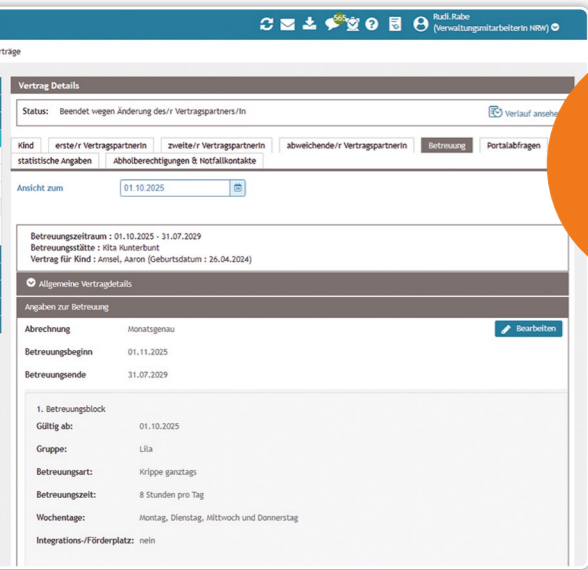 565
Rudi.Rabe
(VerwaltungsmitarbeiterIn NRW)
rträge
Vertrag Details
Status: Beendet wegen Änderung des/r Vertragspartners/In
Verlauf ansehe
Kind erste/r VertragspartnerIn zweite/r VertragspartnerIn abweichende/r VertragspartnerIn Betreuung Portalabfragen
statistische Angaben Abholberechtigungen & Notfallkontakte
Ansicht zum 01.10.2025
Betreuungszeitraum : 01.10.2025 - 31.07.2029
Betreuungsstätte : Kita Kunterbunt
Vertrag für Kind : Amsel, Aaron (Geburtsdatum : 26.04.2024)
Allgemeine Vertragdetails
Angaben zur Betreuung
Abrechnung Monatsgenau Bearbeiten
Betreuungsbeginn 01.11.2025
Betreuungsende 31.07.2029
1. Betreuungsblock
Gültig ab: 01.10.2025
Gruppe: Lila
Betreuungsart: Krippe ganztags
Betreuungszeit: 8 Stunden pro Tag
Wochentage: Montag, Dienstag, Mittwoch und Donnerstag
Integrations-/Förderplatz: nein